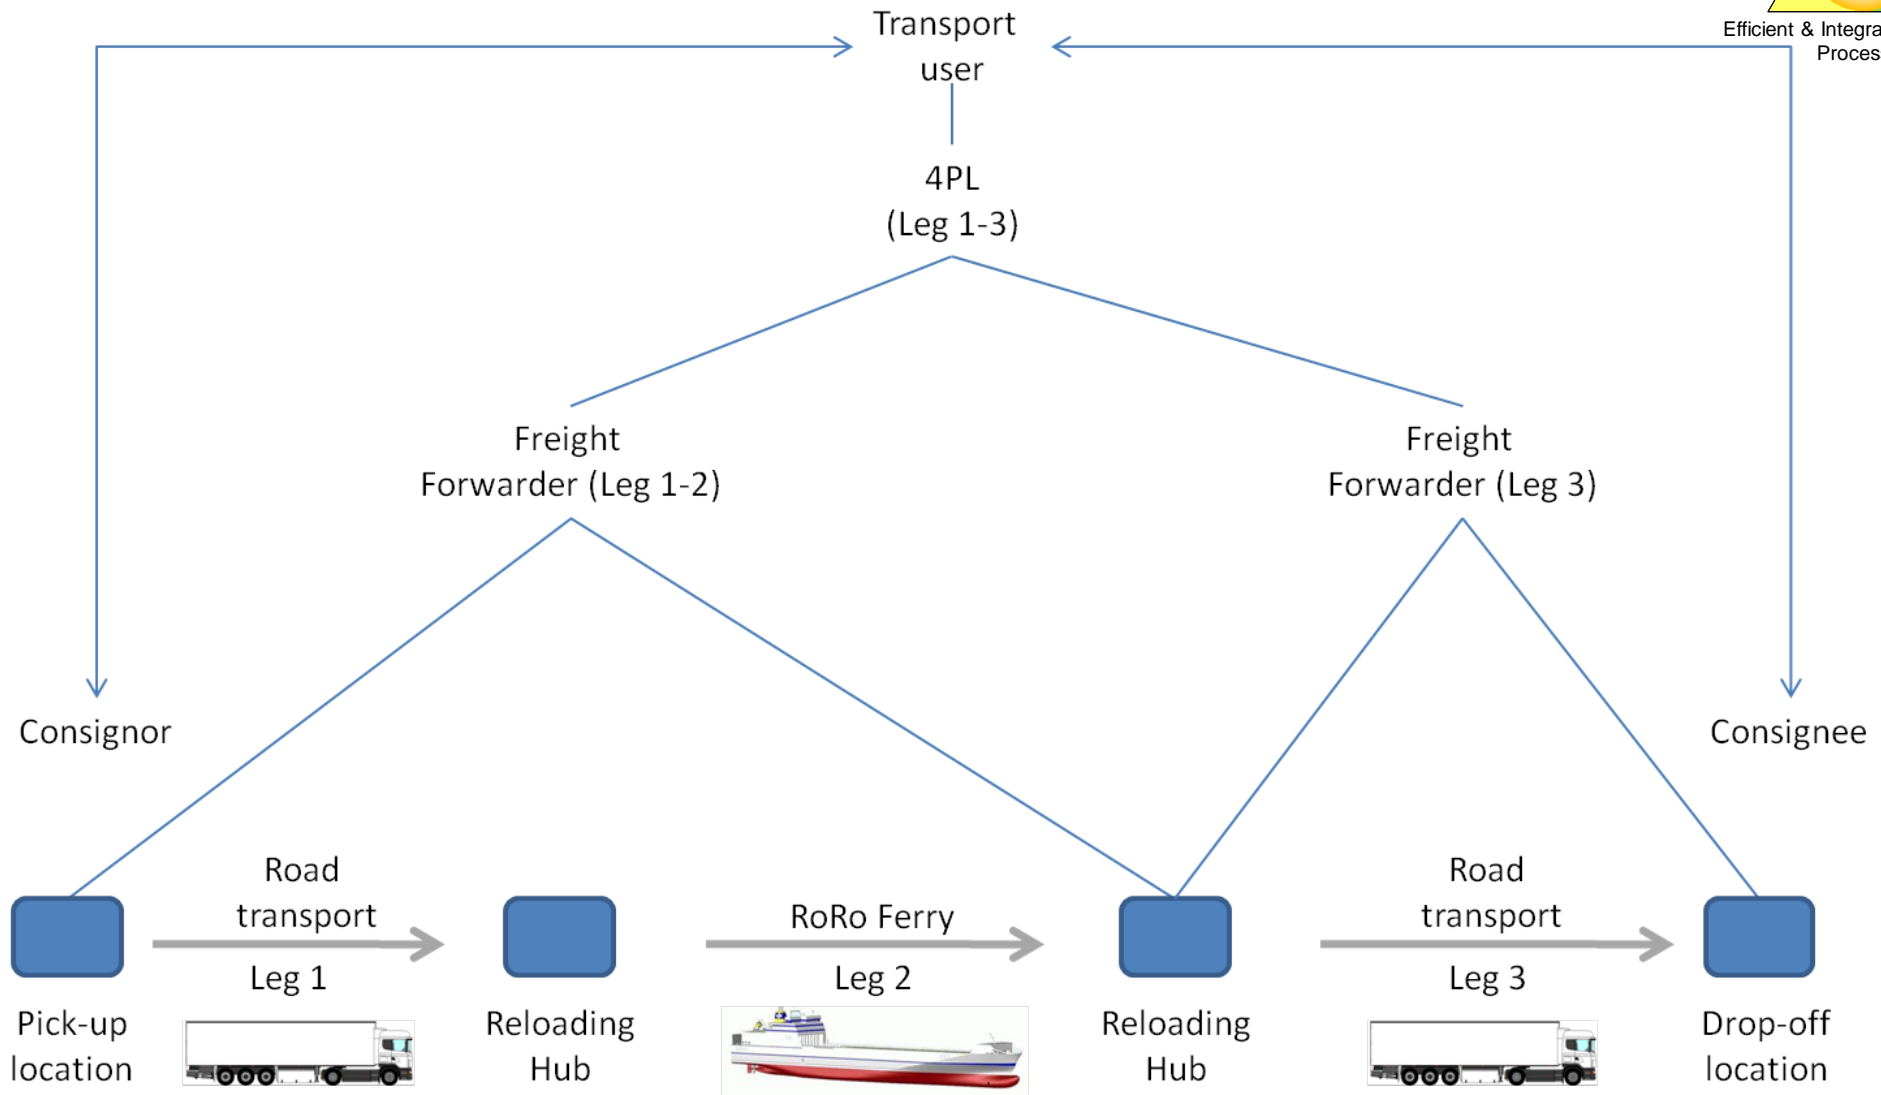 Transport
user
Efficient & Integra
Proces
4PL
(Leg 1-3)
Freight
Forwarder (Leg 1-2)
Freight
Forwarder (Leg 3)
Consignor
Consignee
Road
transport
Leg 1
RoRo Ferry
Leg 2
Road
transport
Leg 3
Pick-up
location
Reloading
Hub
Reloading
Hub
Drop-off
location